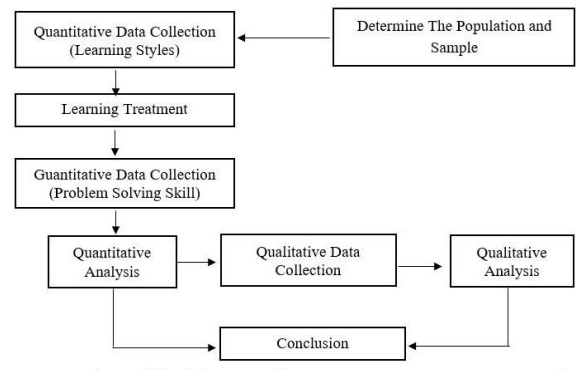 Quantitative Data Collection
(Learning Styles)
Determine The Population and
Sample
Learning Treatment
Guantitative Data Collection
(Problem Solving Skill)
Quantitative
Analysis
Qualitative Data
Collection
Qualitative
Analysis
Conclusion